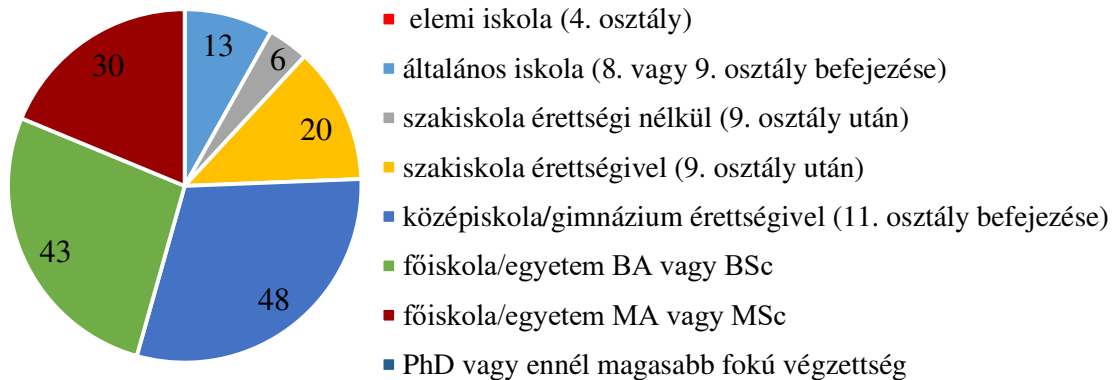 13
6
20
48
43
30
elemi iskola (4. osztály)
általános iskola (8. vagy 9. osztály befejezése)
szakiskola érettségi nélkül (9. osztály után)
szakiskola érettségivel (9. osztály után)
középiskola/gimnázium érettségivel (11. osztály befejezése)
főiskola/egyetem BA vagy BSc
főiskola/egyetem MA vagy MSc
PhD vagy ennél magasabb fokú végzettség